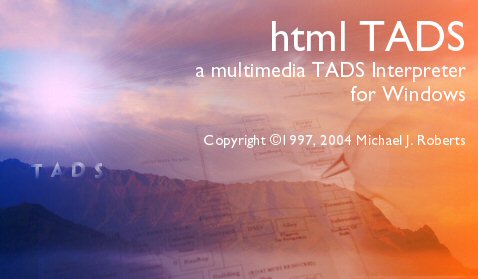 html TADS
a multimedia TADS Interpreter
for Windows
Copyright ©1997, 2004 Michael J. Roberts
TADS